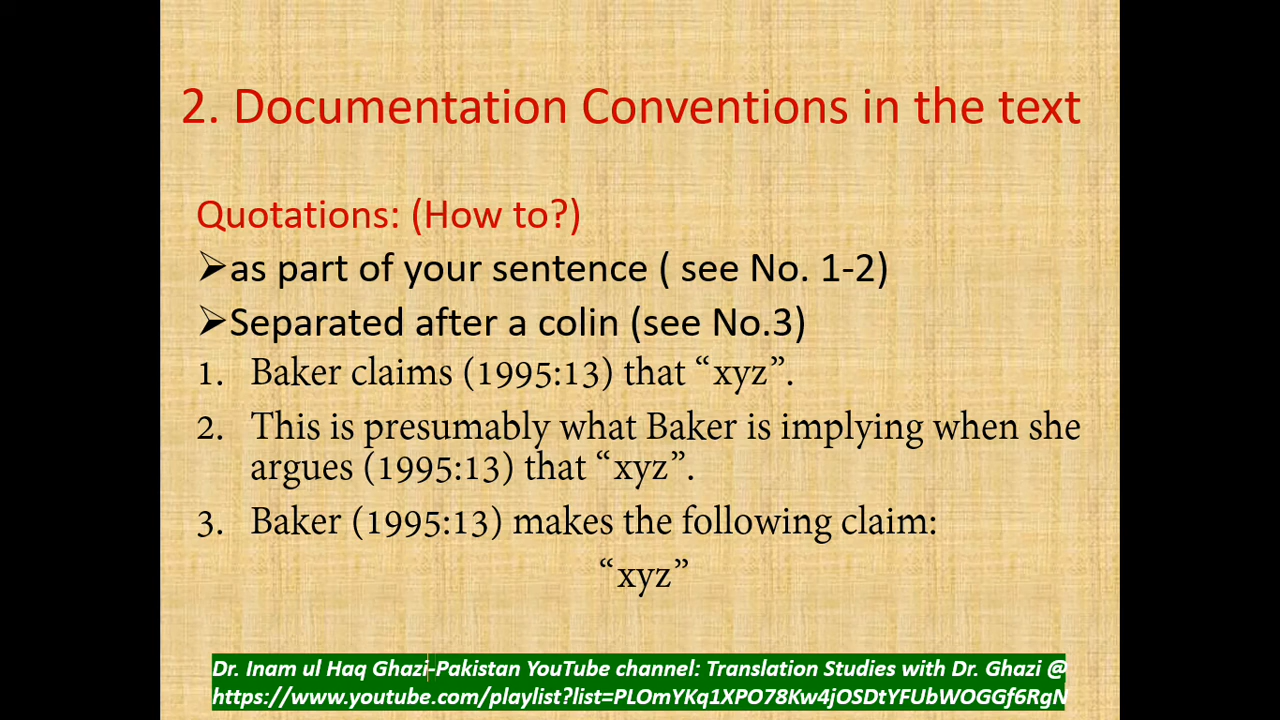 2. Documentation Conventions in the text
Quotations: (How to?)
➢as part of your sentence ( see No. 1-2)
➢Separated after a colin (see No.3)
1. Baker claims (1995:13) that “xyz”.
2. This is presumably what Baker is implying when she
argues (1995:13) that “xyz”.
3. Baker (1995:13) makes the following claim:
“xyz”
Dr. Inam ul Haq Ghazi-Pakistan YouTube channel: Translation Studies with Dr. Ghazi @
https://www.youtube.com/playlist?list=PLOmYKq1XPO78Kw4jOSDtYFUbWOGGf6RgN